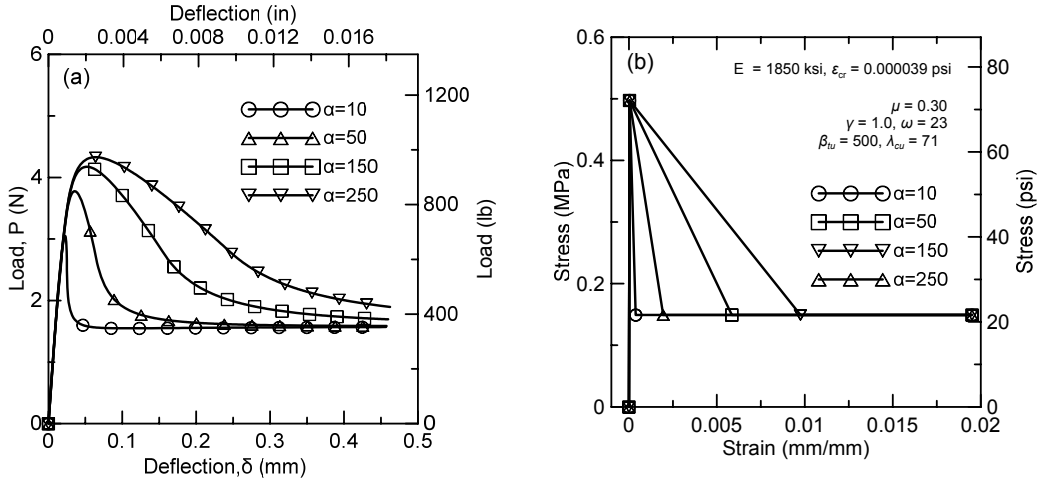 Deflection (in)
0 0.004 0.008 0.012 0.016
(a)
6
4
2
0
Load, P (N)
α=10
α=50
α=150
α=250
1200
800
400
0
Load (lb)
0 0.1 0.2 0.3 0.4 0.5
Deflection,δ (mm)
(b)
E = 1850 ksi, εcr = 0.000039 psi
μ = 0.30
γ = 1.0, ω = 23
βtu = 500, λcu = 71
0.6
0.4
0.2
0
Stress (MPa)
α=10
α=50
α=150
α=250
80
60
40
20
0
Stress (psi)
0 0.005 0.01 0.015 0.02
Strain (mm/mm)